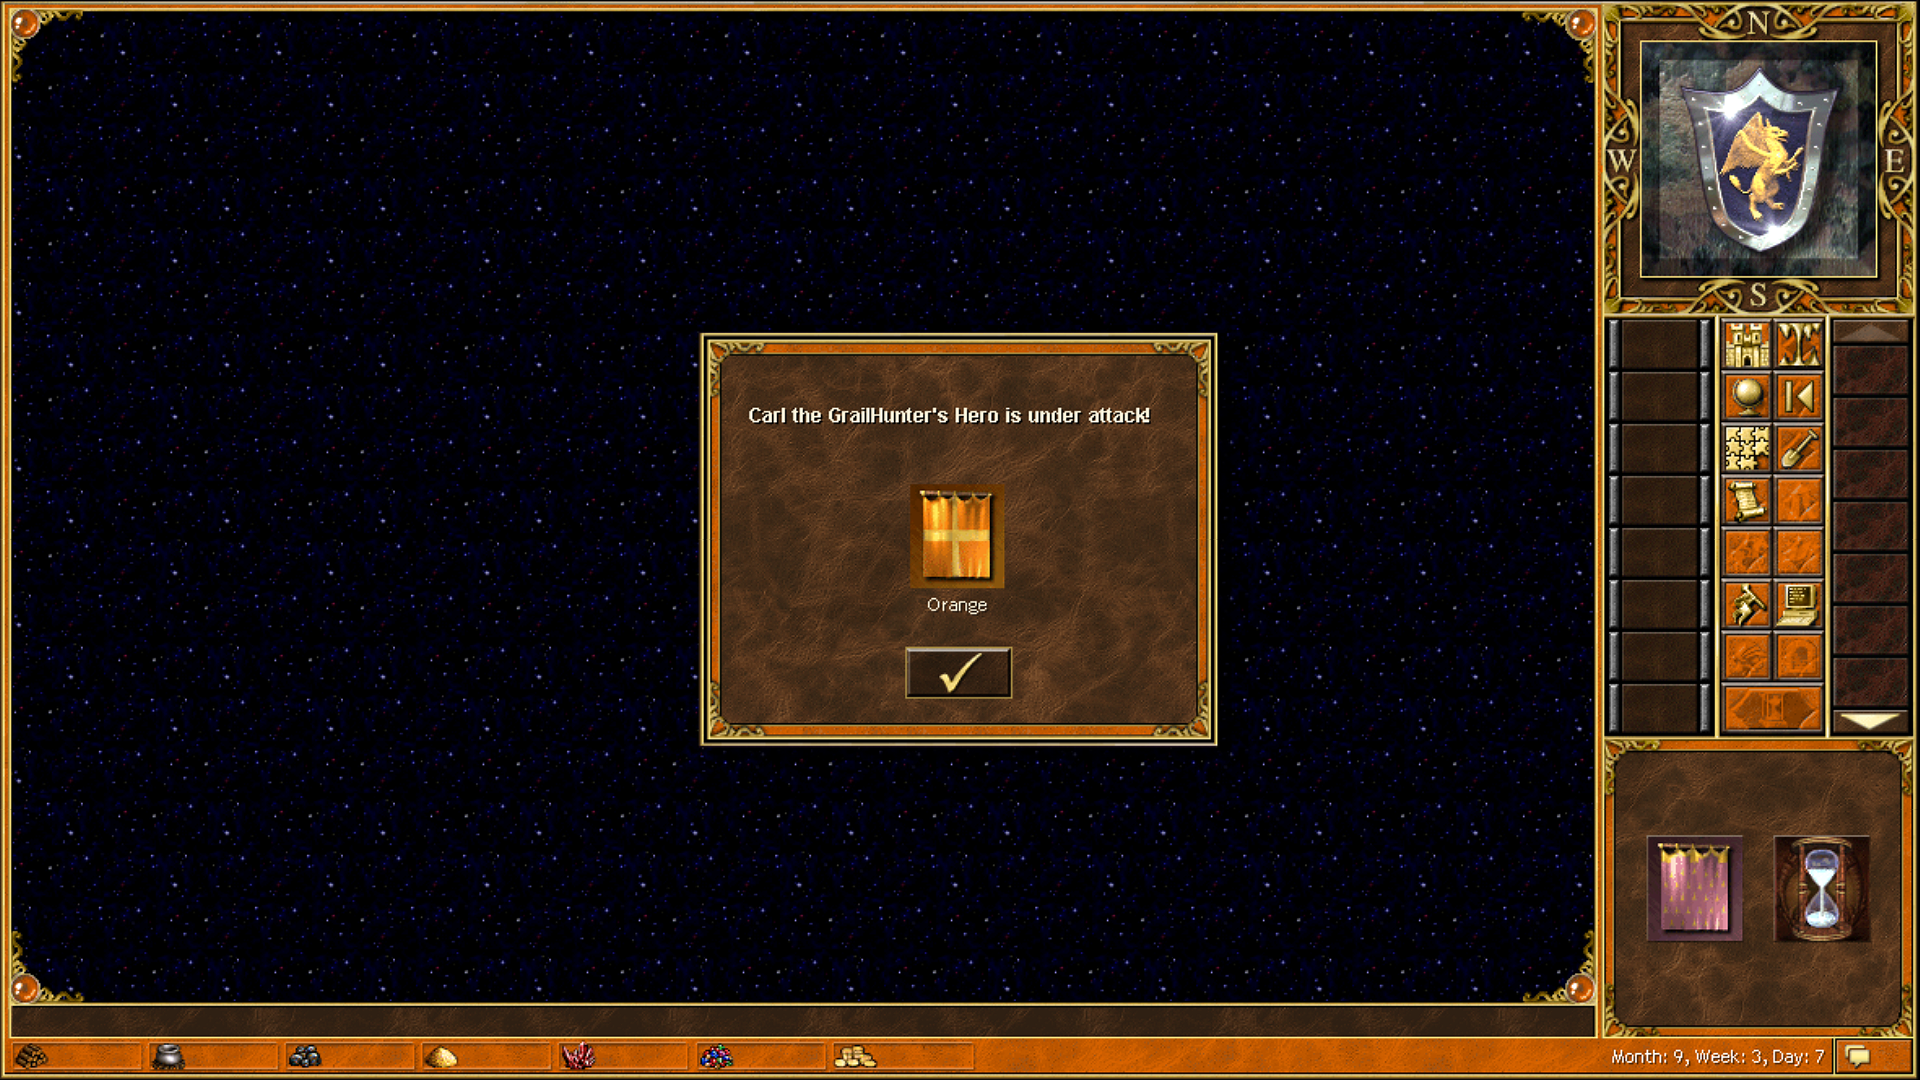 N
W
E
S
Carl the GrailHunter's Hero is under attack!
Orange
Month: 9, Week: 3, Day: 7